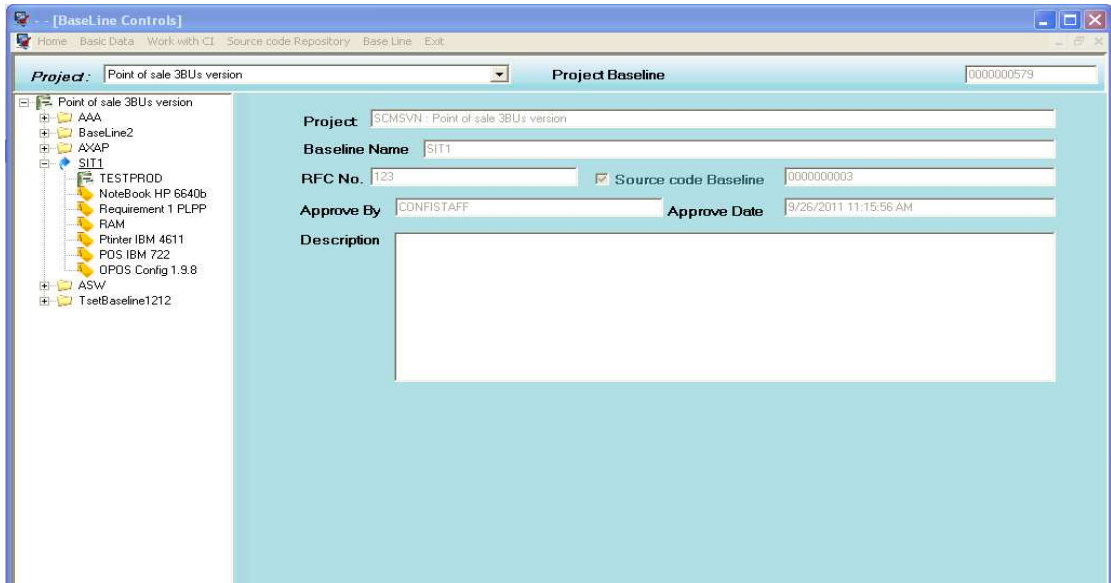 - - [BaseLine Controls]
Home Basic Data Work with CI Source code Repository Base Line Exit
Project: Point of sale 3BUs version Project Baseline 0000000579
Point of sale 3BUs version
AAA
BaseLine2
AXAP
SIT1
TESTPROD
NoteBook HP 6640b
Requirement 1 PLPP
RAM
Ptinter IBM 4611
POS IBM 722
OPOS Config 1.9.8
ASW
TsetBaseline1212
Project SCMSVN : Point of sale 3BUs version
Baseline Name SIT1
RFC No. 123 Source code Baseline 0000000003
Approve By CONFISTAFF Approve Date 9/26/2011 11:15:56 AM
Description